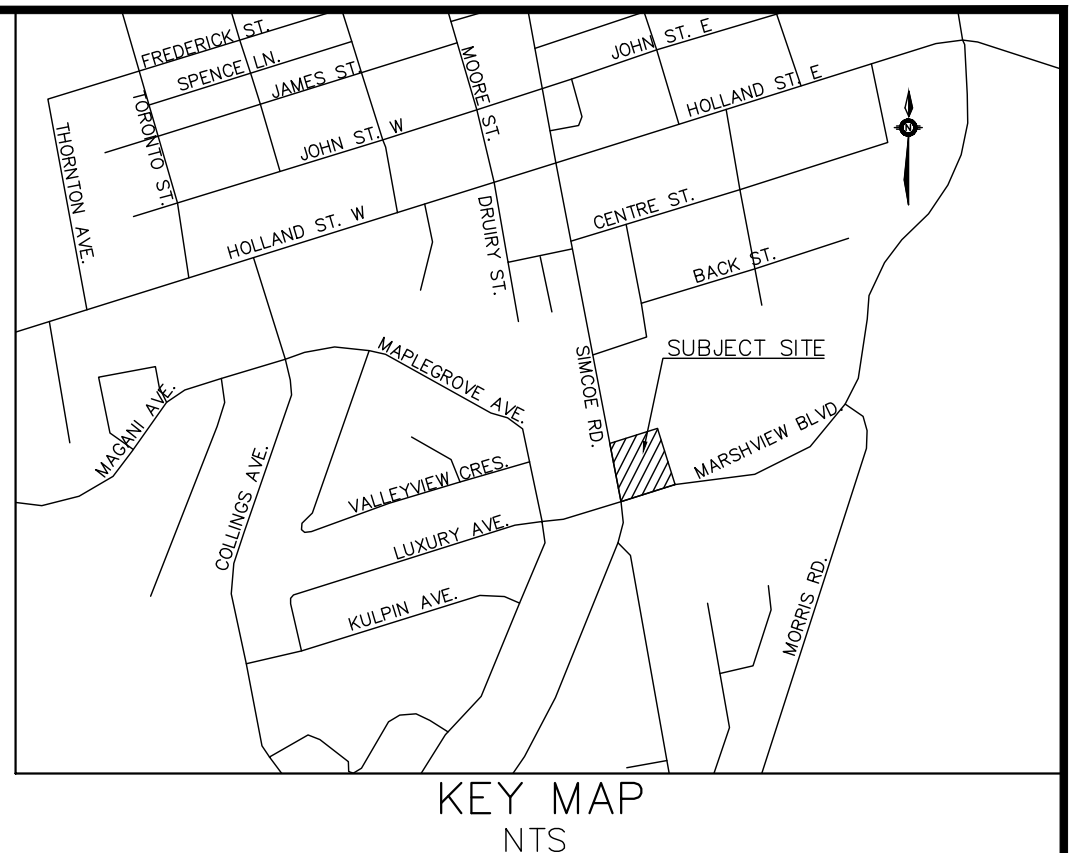 FREDERICK ST.
SPENCE LN.
JAMES ST.
JOHN ST. W
JOHN ST. E
MOORE ST.
TORONTO ST.
THORNTON AVE.
HOLLAND ST. E
N
HOLLAND ST. W
DRUIRY ST.
CENTRE ST.
BACK ST.
SUBJECT SITE
SIMCOE RD.
MAPLEGROVE AVE.
MAGANI AVE.
MARSHVIEW BLVD.
COLLINGS AVE.
VALLEYVIEW CRES.
LUXURY AVE.
KULPIN AVE.
MORRIS RD.
KEY MAP
NTS